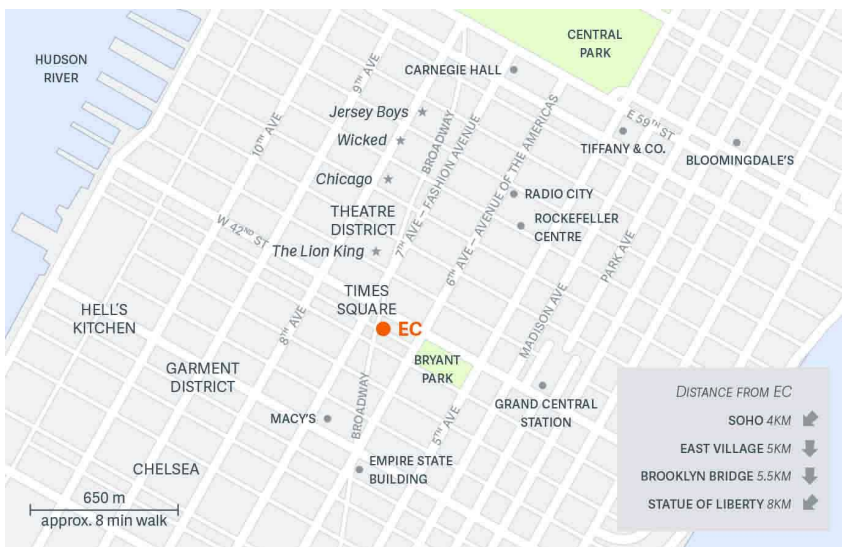 HUDSON
RIVER
CENTRAL
PARK
9TH AVE
CARNEGIE HALL
Jersey Boys
BROADWAY
10TH AVE
Wicked
E 59TH ST
TIFFANY & CO.
BLOOMINGDALE'S
Chicago
7TH AVE – FASHION AVENUE
6TH AVE – AVENUE OF THE AMERICAS
RADIO CITY
THEATRE
DISTRICT
ROCKEFELLER
CENTRE
W 42ND ST
The Lion King
PARK AVE
TIMES
SQUARE
EC
HELL'S
KITCHEN
8TH AVE
MADISON AVE
GARMENT
DISTRICT
BRYANT
PARK
GRAND CENTRAL
STATION
MACY'S
BROADWAY
5TH AVE
CHELSEA
EMPIRE STATE
BUILDING
650 m
approx. 8 min walk
DISTANCE FROM EC
SOHO 4KM
EAST VILLAGE 5KM
BROOKLYN BRIDGE 5.5KM
STATUE OF LIBERTY 8KM